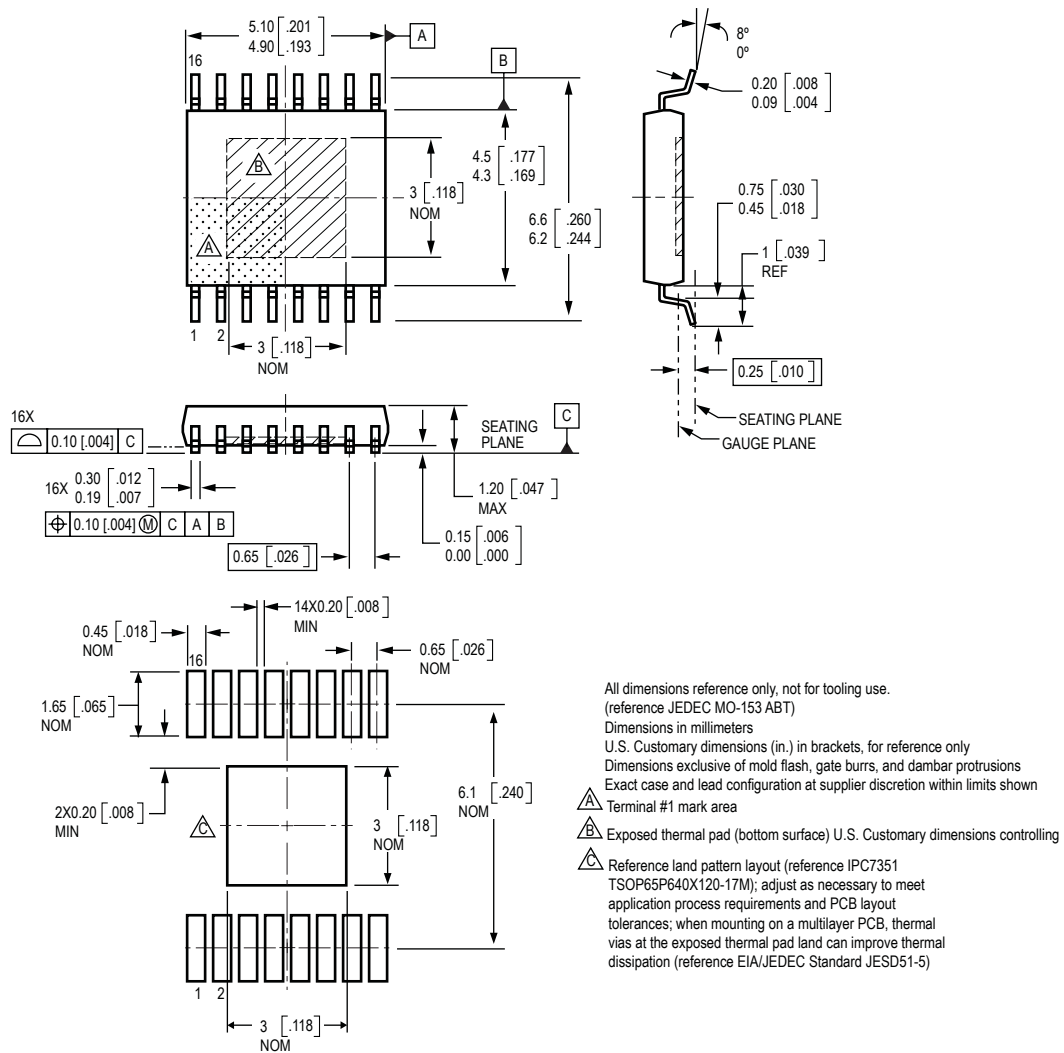 5.10 [.201]
4.90 [.193]
A
16
B
8º
0º
0.20 [.008]
0.09 [.004]
B
4.5 [.177]
4.3 [.169]
3 [.118]
NOM
6.6 [.260]
6.2 [.244]
0.75 [.030]
0.45 [.018]
1 [.039]
REF
A
1 2
3 [.118]
NOM
0.25 [.010]
SEATING PLANE
GAUGE PLANE
16X
0.10 [.004] C
SEATING
PLANE
C
16X 0.30 [.012]
0.19 [.007]
⌖ 0.10 [.004] Ⓜ C A B
1.20 [.047]
MAX
0.15 [.006]
0.00 [.000]
0.65 [.026]
14X0.20 [.008]
MIN
0.45 [.018]
NOM
16
0.65 [.026]
NOM
1.65 [.065]
NOM
2X0.20 [.008]
MIN
C
3 [.118]
NOM
6.1 [.240]
NOM
1 2
3 [.118]
NOM
All dimensions reference only, not for tooling use.
(reference JEDEC MO-153 ABT)
Dimensions in millimeters
U.S. Customary dimensions (in.) in brackets, for reference only
Dimensions exclusive of mold flash, gate burrs, and dambar protrusions
Exact case and lead configuration at supplier discretion within limits shown
A Terminal #1 mark area
B Exposed thermal pad (bottom surface) U.S. Customary dimensions controlling
C Reference land pattern layout (reference IPC7351
TSOP65P640X120-17M); adjust as necessary to meet
application process requirements and PCB layout
tolerances; when mounting on a multilayer PCB, thermal
vias at the exposed thermal pad land can improve thermal
dissipation (reference EIA/JEDEC Standard JESD51-5)